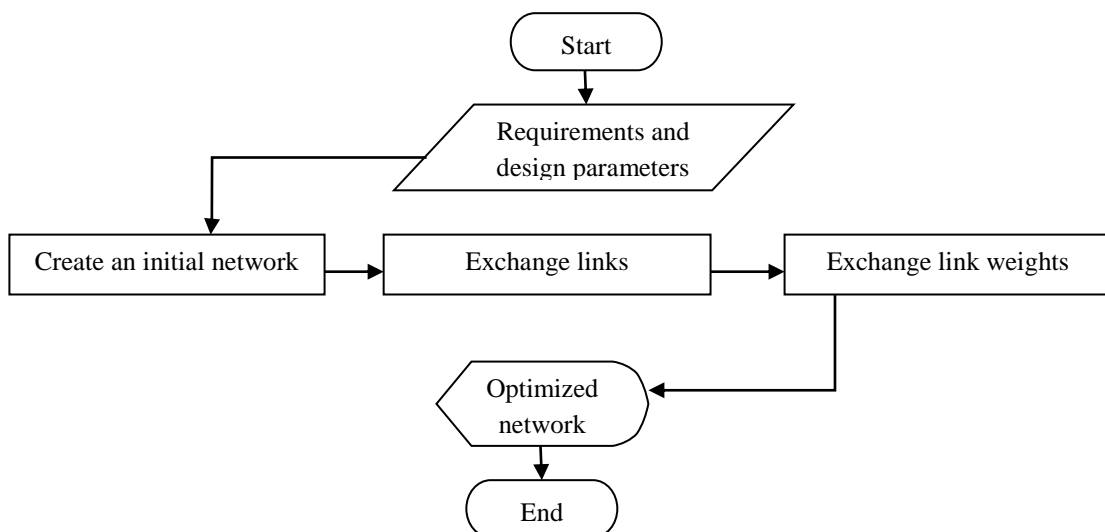 Start
Requirements and
design parameters
Create an initial network
Exchange links
Exchange link weights
Optimized
network
End